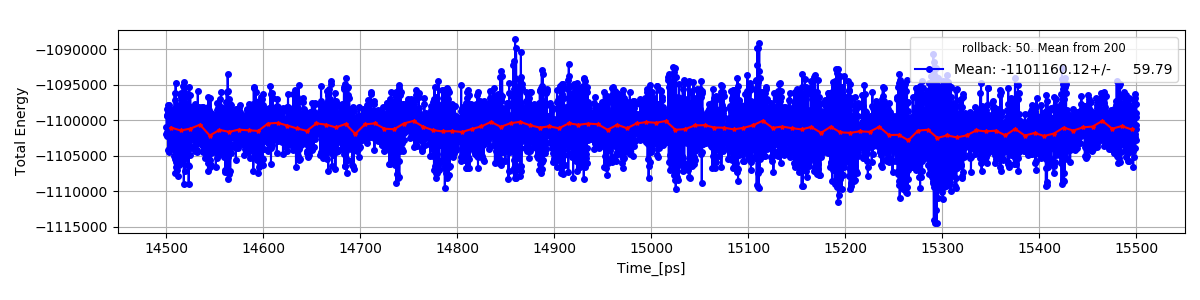 rollback: 50. Mean from 200
Mean: -1101160.12+/-     59.79
Total Energy
−1090000
−1095000
−1100000
−1105000
−1110000
−1115000
14500 14600 14700 14800 14900 15000 15100 15200 15300 15400 15500
Time_[ps]